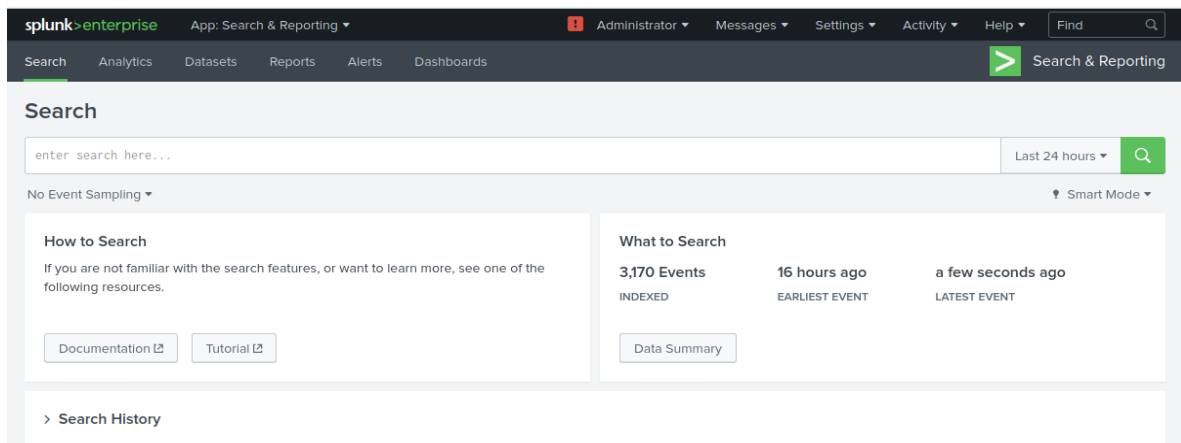 splunk>enterprise App: Search & Reporting ! Administrator Messages Settings Activity Help Find
Search Analytics Datasets Reports Alerts Dashboards > Search & Reporting
Search
enter search here... Last 24 hours
No Event Sampling Smart Mode
How to Search
If you are not familiar with the search features, or want to learn more, see one of the
following resources.
Documentation Tutorial
What to Search
3,170 Events 16 hours ago a few seconds ago
INDEXED EARLIEST EVENT LATEST EVENT
Data Summary
> Search History